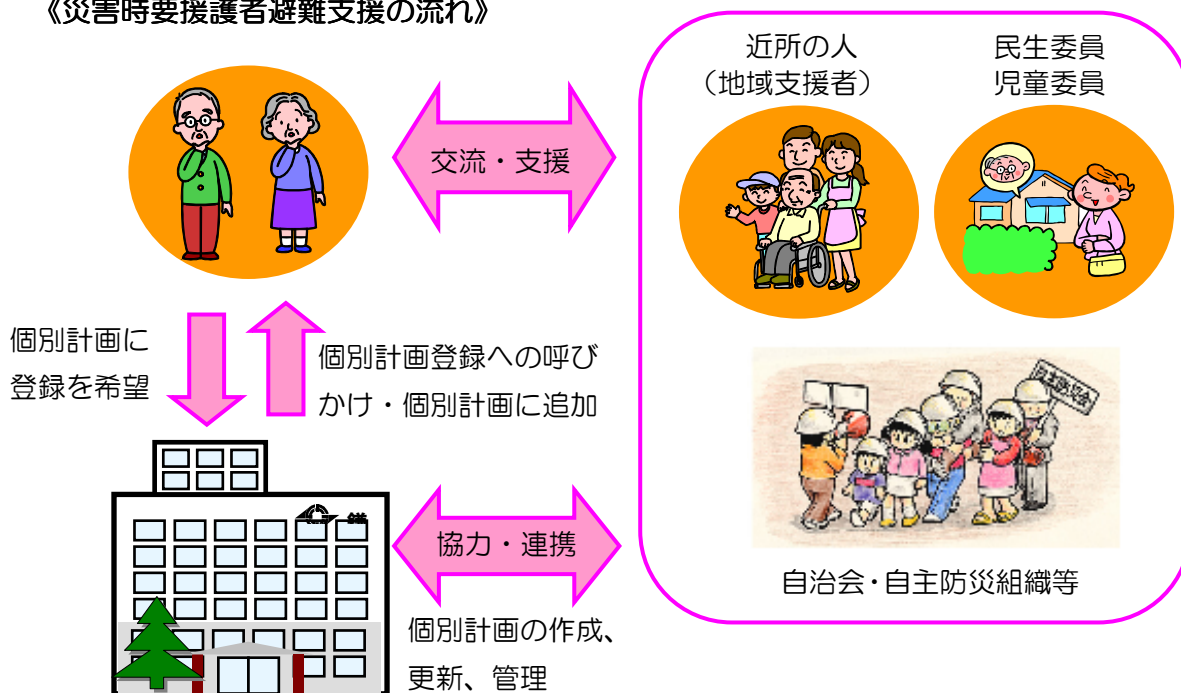 《災害時要援護者避難支援の流れ》
近所の人
（地域支援者）
民生委員
児童委員
交流・支援
個別計画に
登録を希望
個別計画登録への呼び
かけ・個別計画に追加
鎌
協力・連携
個別計画の作成、
更新、管理
自治会・自主防災組織等